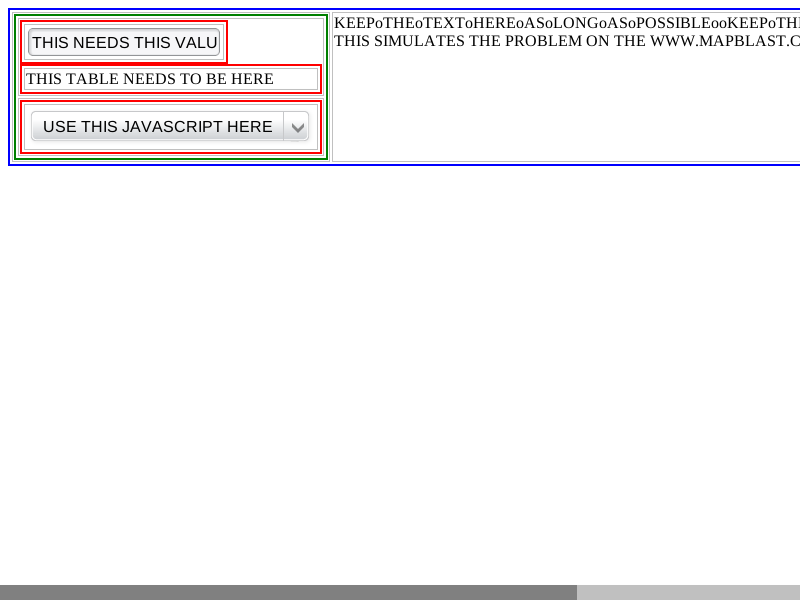 THIS NEEDS THIS VALU
THIS TABLE NEEDS TO BE HERE
USE THIS JAVASCRIPT HERE
KEEPoTHEoTEXToHEREoASoLONGoASoPOSSIBLEooKEEPoTHE
THIS SIMULATES THE PROBLEM ON THE WWW.MAPBLAST.C